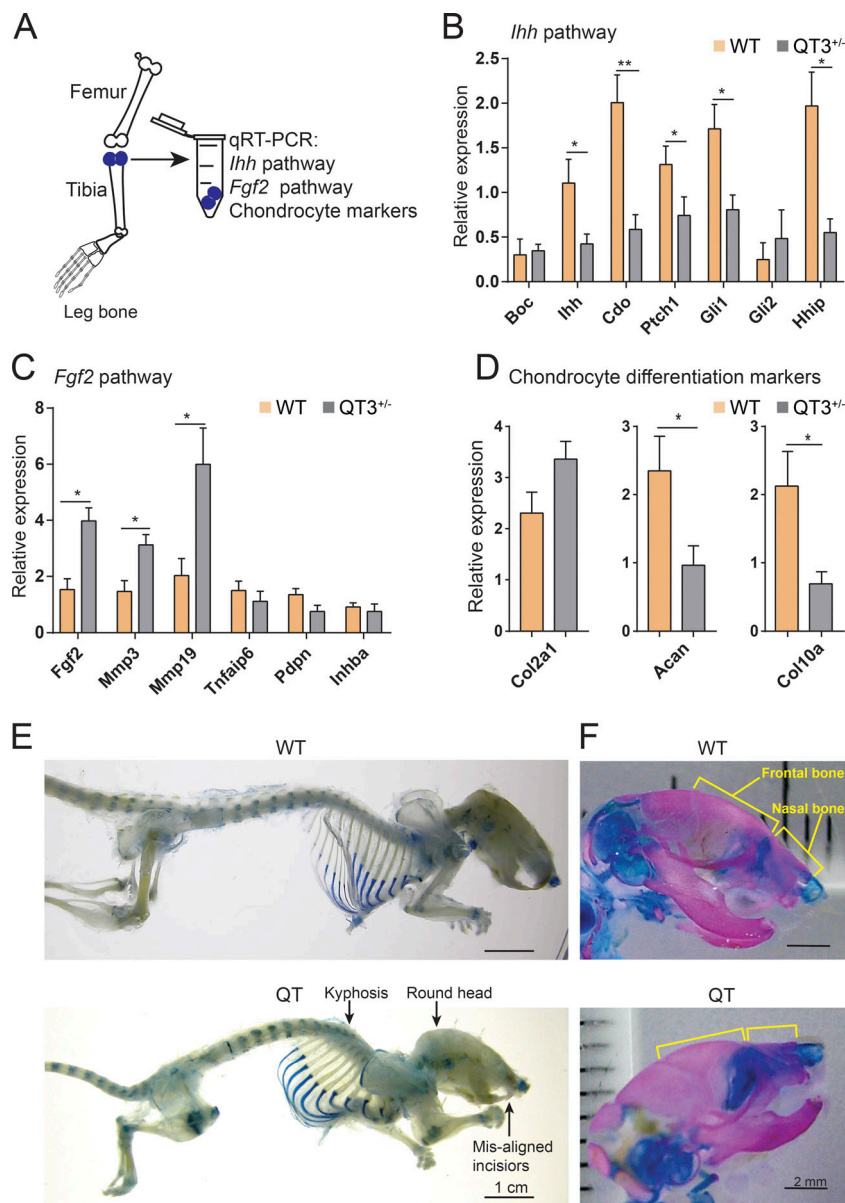 A
Femur
Tibia
Leg bone
qRT-PCR:
Ihh pathway
Fgf2 pathway
Chondrocyte markers
B
Ihh pathway
WT QT3+/-
Relative expression
2.5
2.0
1.5
1.0
0.5
0.0
* ** * * *
Boc Ihh Cdo Ptch1 Gli1 Gli2 Hhip
C
Fgf2 pathway
WT QT3+/-
Relative expression
8
6
4
2
0
* * *
Fgf2 Mmp3 Mmp19 Tnfaip6 Pdpn Inhba
D
Chondrocyte differentiation markers
WT QT3+/-
Relative expression
4
3
2
1
0
Col2a1
3
2
1
0
*
Acan
3
2
1
0
*
Col10a
E
WT
QT
Kyphosis
Round head
Mis-aligned
incisiors
1 cm
F
WT
Frontal bone
Nasal bone
QT
2 mm